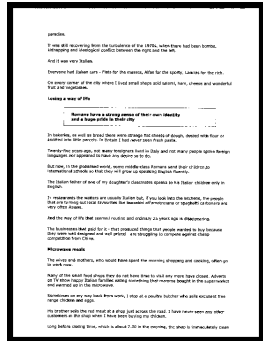 paradise.
It was still recovering from the turbulence of the 1970s, when there had been bombs,
kidnapping and ideological conflict between the right and the left.
And it was very Italian.
Everyone had Italian cars - Fiats for the masses, Alfas for the sporty, Lancias for the rich.
On every corner of the city where I lived small shops sold salami, ham, cheese and wonderful
fruit and vegetables.
Losing a way of life
Romans have a strong sense of their own identity
and a huge pride in their city
In bakeries, as well as bread there were strange flat sheets of dough, dusted with flour or
knotted into little parcels. In Britain I had never seen fresh pasta.
Twenty-five years ago, not many foreigners lived in Italy and not many people spoke foreign
languages nor appeared to have any desire to do so.
But now, in the globalised world, many middle-class Romans send their children to
international schools so that they will grow up speaking English fluently.
The Italian father of one of my daughter's classmates speaks to his Italian children only in
English.
In restaurants the waiters are usually Italian but, if you look into the kitchens, the people
that are turning out local favourites like bucatini all'amatriciana or spaghetti carbonara are
very often Asians.
And the way of life that seemed routine and ordinary 25 years ago is disappearing.
The businesses that paid for it - that produced things people wanted to buy because
they were well designed and well priced - are struggling to compete against cheap
competition from China.
Microwave meals
The wives and mothers, who would have spent the morning shopping and cooking, often go
to work now.
Many of the small food shops they do not have time to visit any more have closed. Adverts
on TV show happy Italian families eating something that mamma bought in the supermarket
and warmed up in the microwave.
Sometimes on my way back from work, I stop at a poultry butcher who sells excellent free
range chicken and eggs.
His brother sells the red meat at a shop just across the road. I have never seen any other
customers in the shop when I have been buying my chicken.
Long before closing time, which is about 7.30 in the evening, the shop is immaculately clean